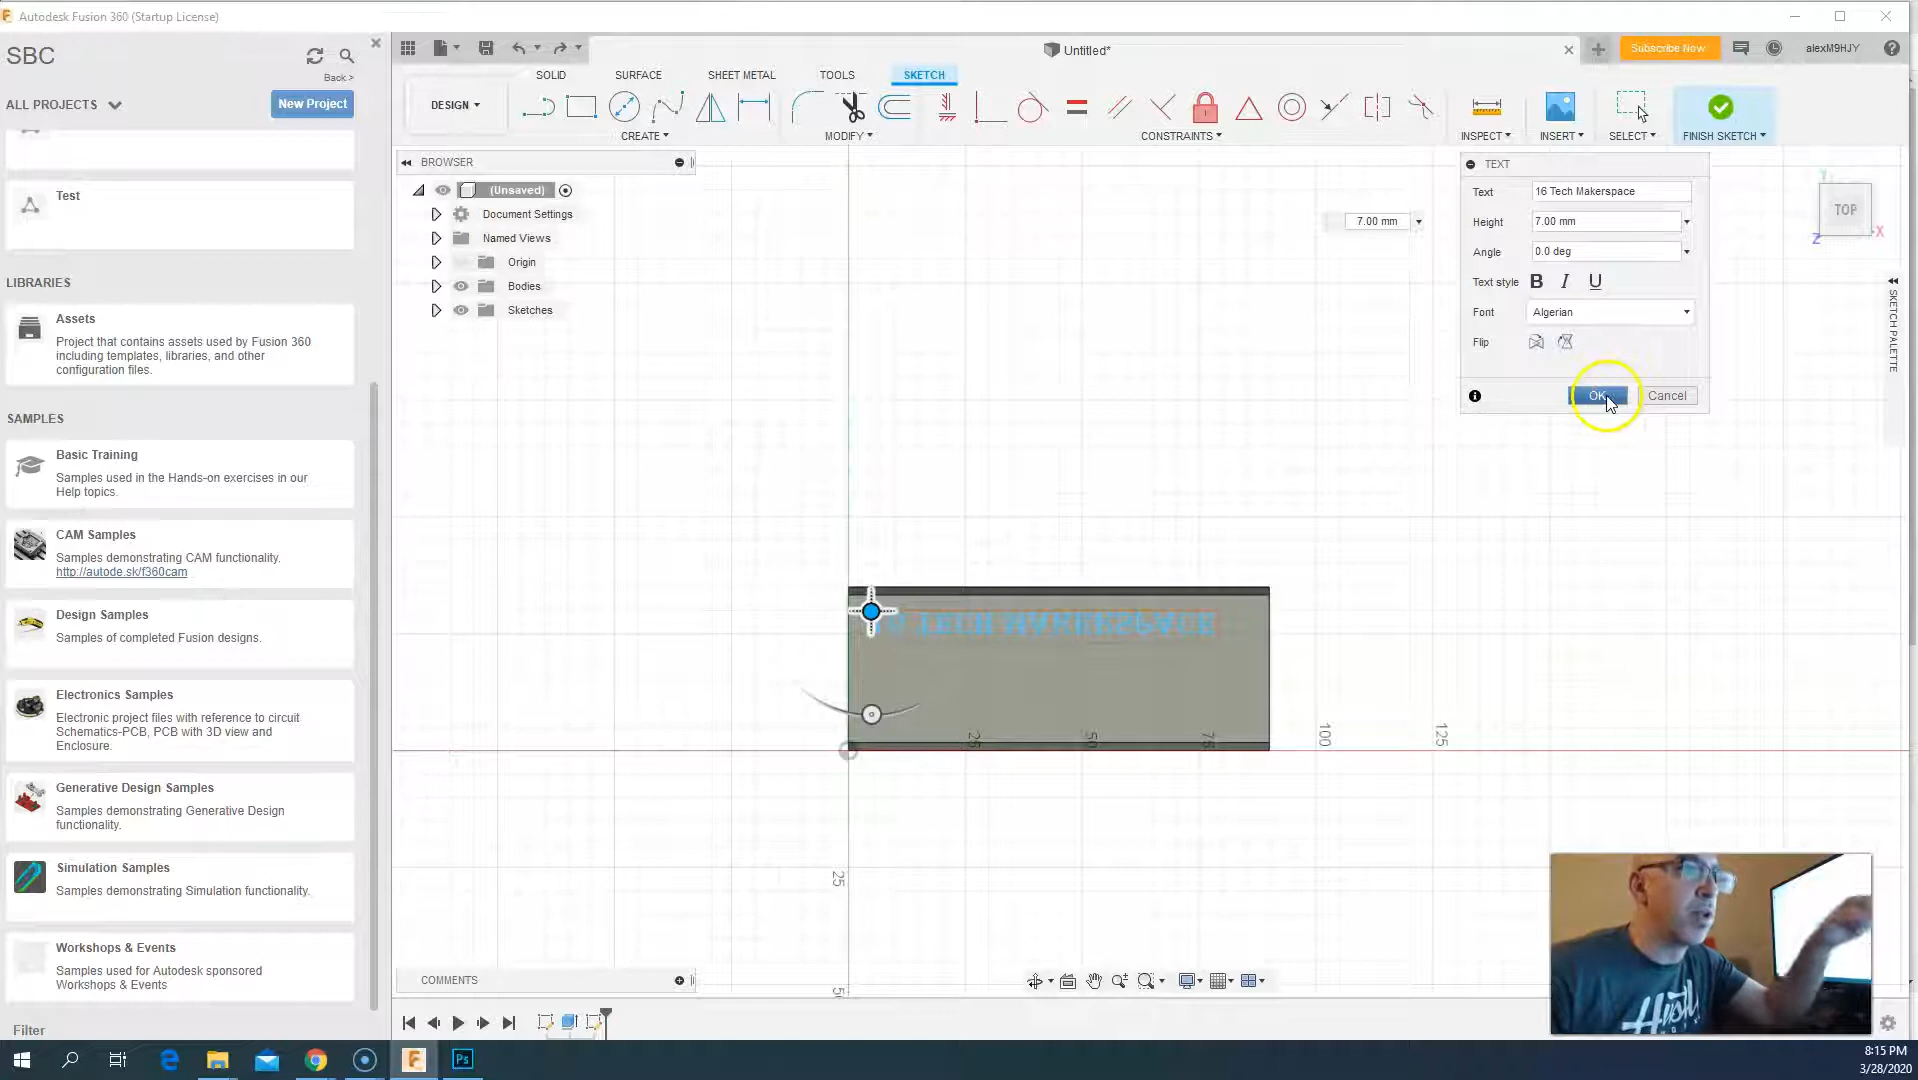 Autodesk Fusion 360 (Startup License)
SBC
Back >
ALL PROJECTS
New Project
Test
LIBRARIES
Assets
Project that contains assets used by Fusion 360
including templates, libraries, and other
configuration files.
SAMPLES
Basic Training
Samples used in the Hands-on exercises in our
Help topics.
CAM Samples
Samples demonstrating CAM functionality.
http://autode.sk/f360cam
Design Samples
Samples of completed Fusion designs.
Electronics Samples
Electronic project files with reference to circuit
Schematics-PCB, PCB with 3D view and
Enclosure.
Generative Design Samples
Samples demonstrating Generative Design
functionality.
Simulation Samples
Samples demonstrating Simulation functionality.
Workshops & Events
Samples used for Autodesk sponsored
Workshops & Events
Filter
Untitled*
Subscribe Now
alexM9HJY
SOLID SURFACE SHEET METAL TOOLS SKETCH
DESIGN
CREATE MODIFY CONSTRAINTS INSPECT INSERT SELECT FINISH SKETCH
BROWSER
(Unsaved)
Document Settings
Named Views
Origin
Bodies
Sketches
7.00 mm
TEXT
Text 16 Tech Makerspace
Height 7.00 mm
Angle 0.0 deg
Text style B I U
Font Algerian
Flip
OK Cancel
TOP
Y
X
Z
SKETCH PALETTE
16 TECH MAKERSPACE
25
50
75
100
125
25
COMMENTS
Ps
8:15 PM
3/28/2020